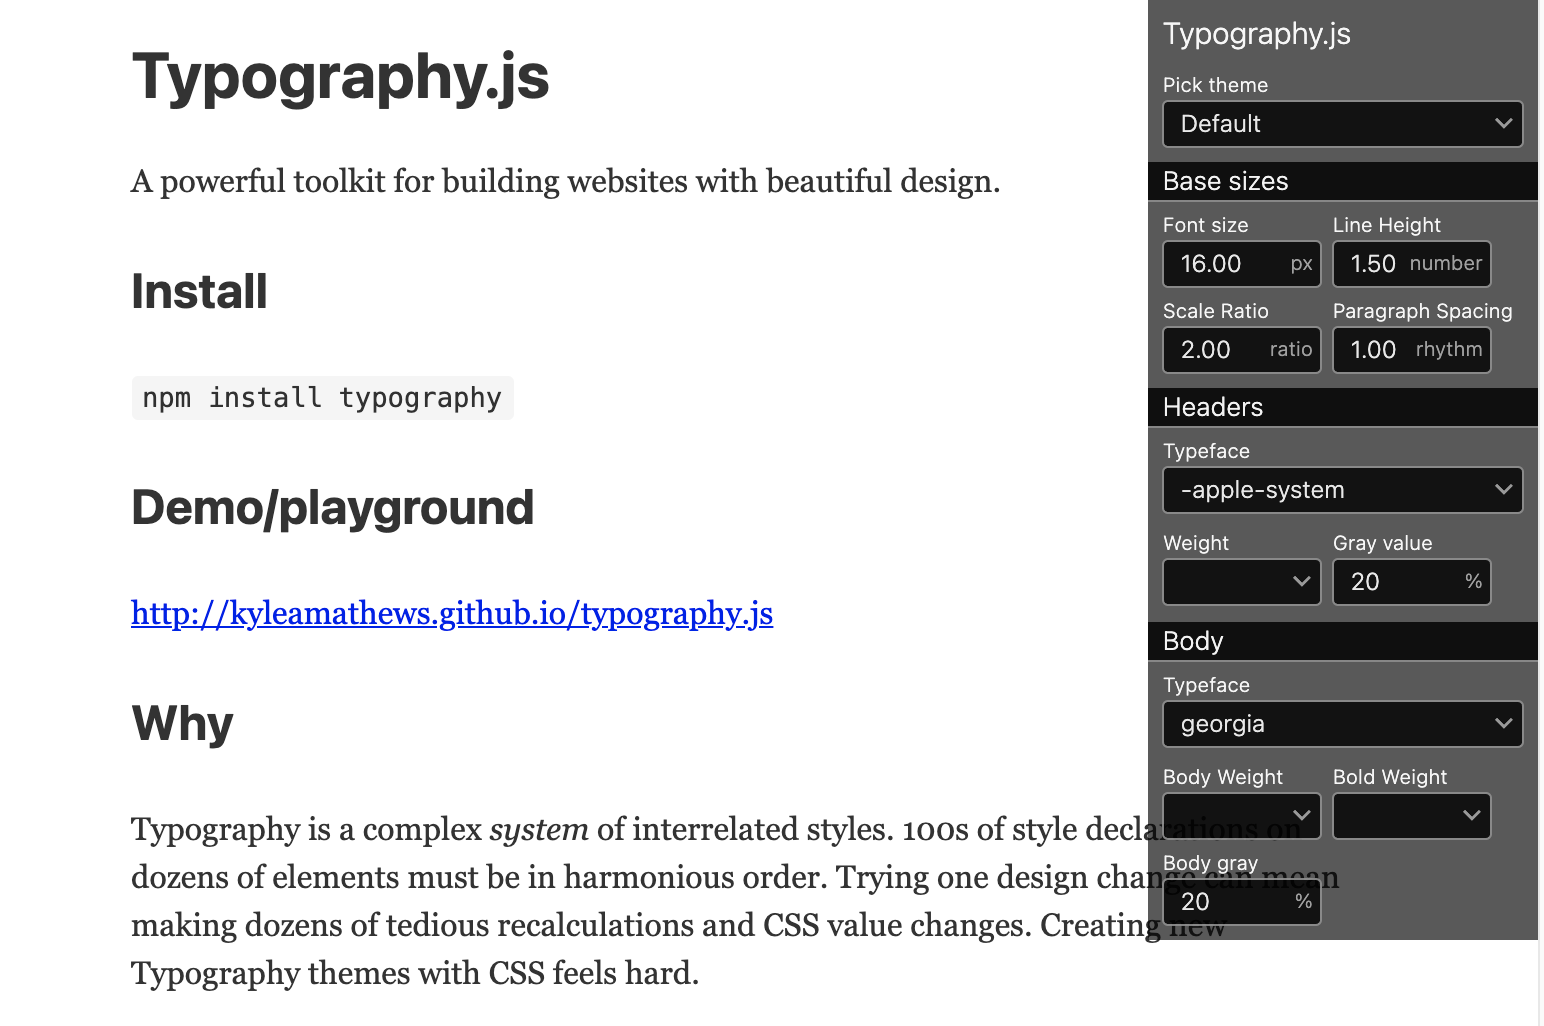 Typography.js
A powerful toolkit for building websites with beautiful design.
Install
npm install typography
Demo/playground
http://kyleamathews.github.io/typography.js
Why
Typography is a complex system of interrelated styles. 100s of style declarations on
dozens of elements must be in harmonious order. Trying one design change can mean
making dozens of tedious recalculations and CSS value changes. Creating new
Typography themes with CSS feels hard.
Typography.js
Pick theme
Default
Base sizes
Font size Line Height
16.00 px 1.50 number
Scale Ratio Paragraph Spacing
2.00 ratio 1.00 rhythm
Headers
Typeface
-apple-system
Weight Gray value
20 %
Body
Typeface
georgia
Body Weight Bold Weight
Body gray
20 %